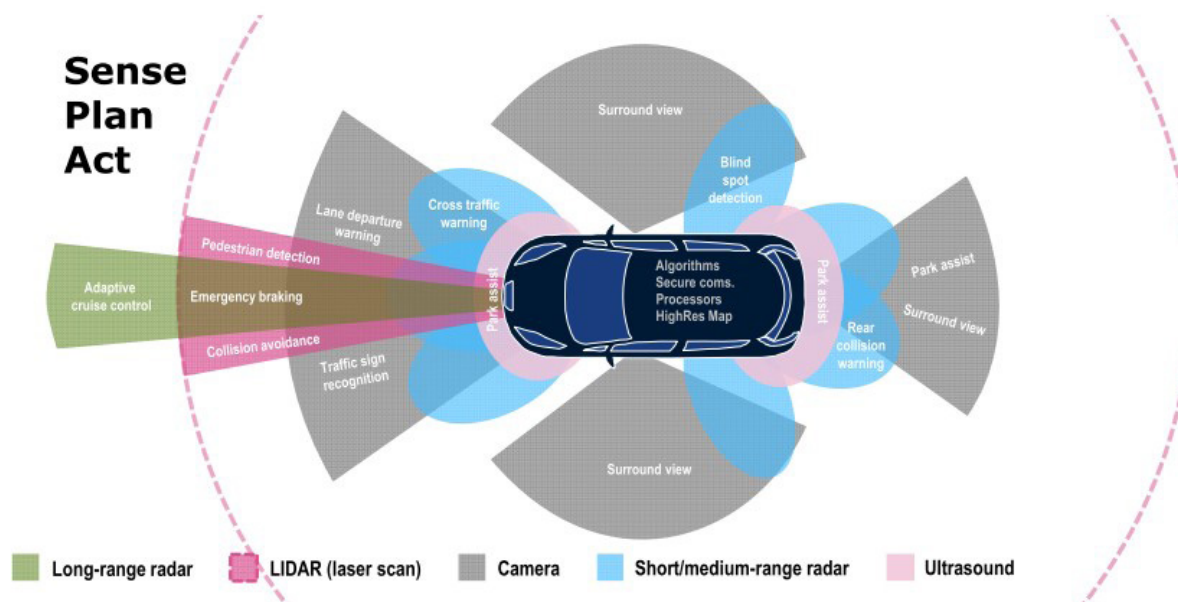 Sense
Plan
Act
Surround view
Blind
spot
detection
Cross traffic
warning
Lane departure
warning
Pedestrian detection
Adaptive
cruise control
Emergency braking
Collision avoidance
Traffic sign
recognition
Park assist
Algorithms
Secure coms.
Processors
HighRes Map
Park assist
Park assist
Surround view
Rear
collision
warning
Surround view
Long-range radar
LIDAR (laser scan)
Camera
Short/medium-range radar
Ultrasound